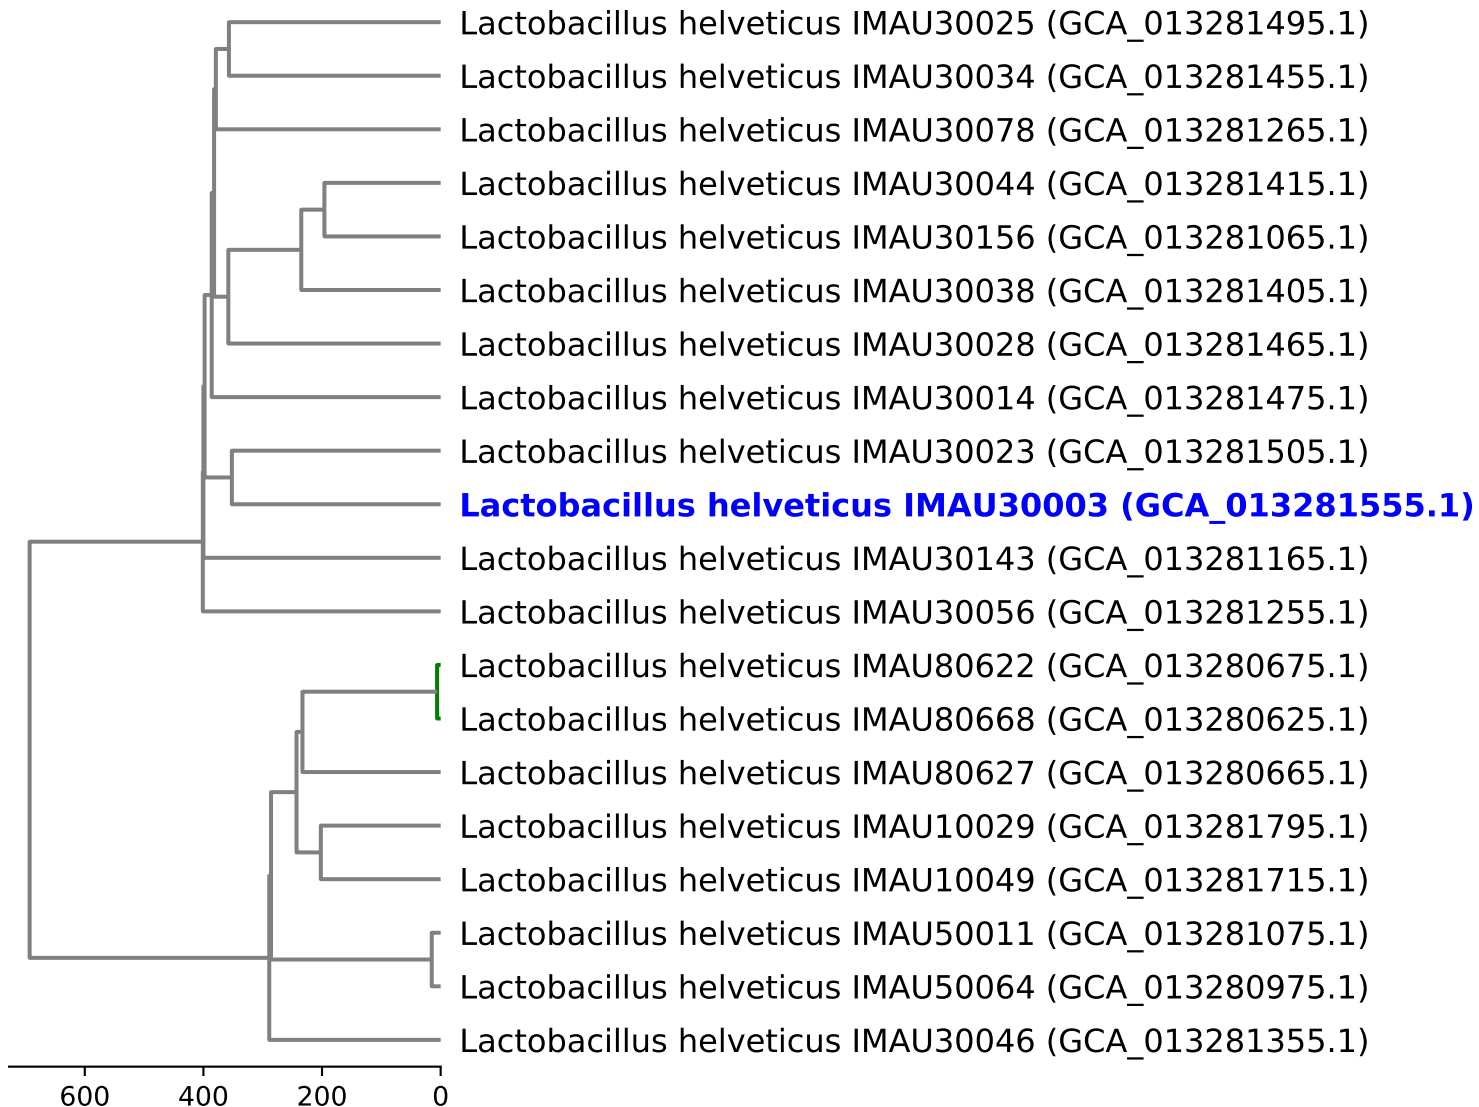 Lactobacillus helveticus IMAU30025 (GCA_013281495.1)
Lactobacillus helveticus IMAU30034 (GCA_013281455.1)
Lactobacillus helveticus IMAU30078 (GCA_013281265.1)
Lactobacillus helveticus IMAU30044 (GCA_013281415.1)
Lactobacillus helveticus IMAU30156 (GCA_013281065.1)
Lactobacillus helveticus IMAU30038 (GCA_013281405.1)
Lactobacillus helveticus IMAU30028 (GCA_013281465.1)
Lactobacillus helveticus IMAU30014 (GCA_013281475.1)
Lactobacillus helveticus IMAU30023 (GCA_013281505.1)
Lactobacillus helveticus IMAU30003 (GCA_013281555.1)
Lactobacillus helveticus IMAU30143 (GCA_013281165.1)
Lactobacillus helveticus IMAU30056 (GCA_013281255.1)
Lactobacillus helveticus IMAU80622 (GCA_013280675.1)
Lactobacillus helveticus IMAU80668 (GCA_013280625.1)
Lactobacillus helveticus IMAU80627 (GCA_013280665.1)
Lactobacillus helveticus IMAU10029 (GCA_013281795.1)
Lactobacillus helveticus IMAU10049 (GCA_013281715.1)
Lactobacillus helveticus IMAU50011 (GCA_013281075.1)
Lactobacillus helveticus IMAU50064 (GCA_013280975.1)
Lactobacillus helveticus IMAU30046 (GCA_013281355.1)
600 400 200 0